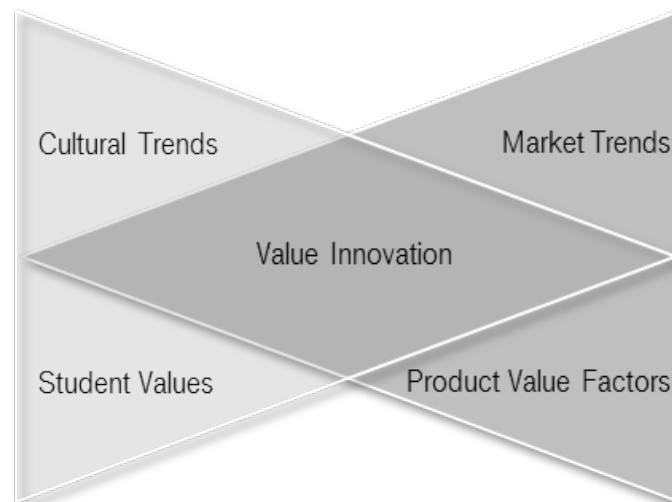 Cultural Trends
Market Trends
Value Innovation
Student Values
Product Value Factors